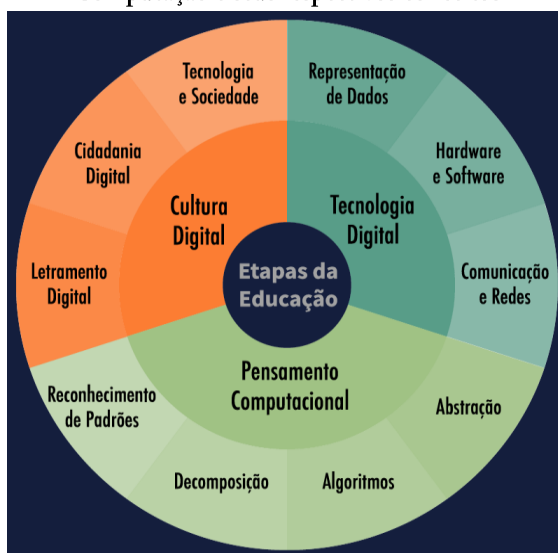 Tecnologia
e Sociedade
Representação
de Dados
Cidadania
Digital
Hardware
e Software
Cultura
Digital
Tecnologia
Digital
Letramento
Digital
Etapas da
Educação
Comunicação
e Redes
Pensamento
Computacional
Reconhecimento
de Padrões
Abstração
Decomposição
Algoritmos